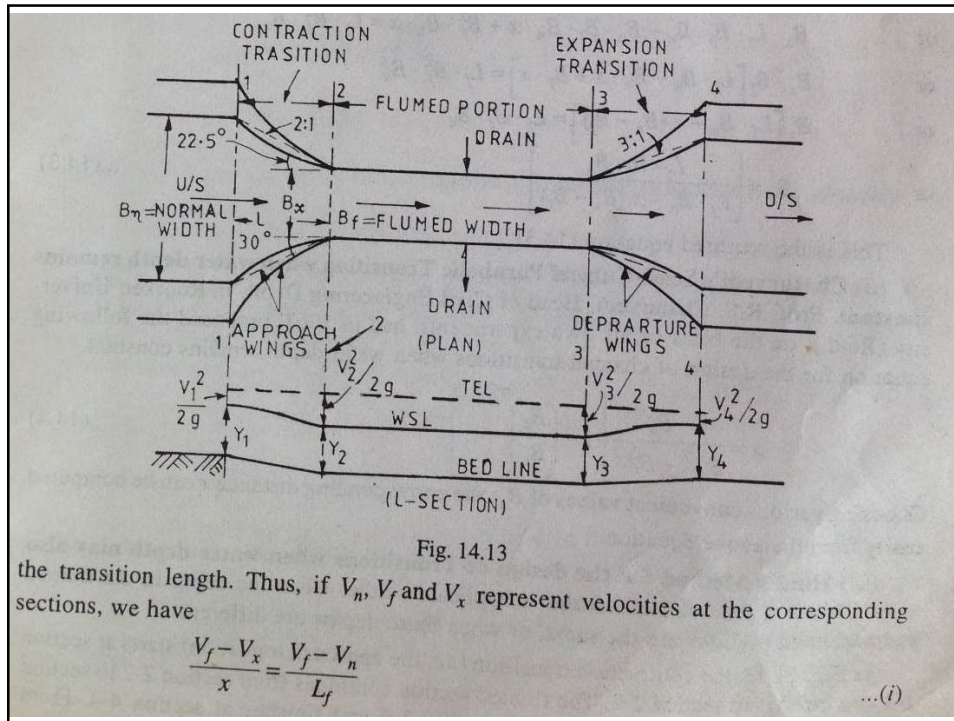 CONTRACTION
TRASITION
EXPANSION
TRANSITION
1
2
FLUMED PORTION
3
4
2:1
DRAIN
3:1
22·5°
U/S
D/S
Bη=NORMAL
WIDTH
L
Bx
Bf=FLUMED WIDTH
30°
DRAIN
(PLAN)
APPROACH
WINGS
DEPRARTURE
WINGS
1
2
3
4
V₁²/2g
V₂²/2g
TEL
V₃²/2g
V₄²/2g
WSL
Y₁
Y₂
Y₃
Y₄
BED LINE
(L-SECTION)
Fig. 14.13
the transition length. Thus, if Vn, Vf and Vx represent velocities at the corresponding
sections, we have
(Vf – Vx)/x = (Vf – Vn)/Lf ...(i)